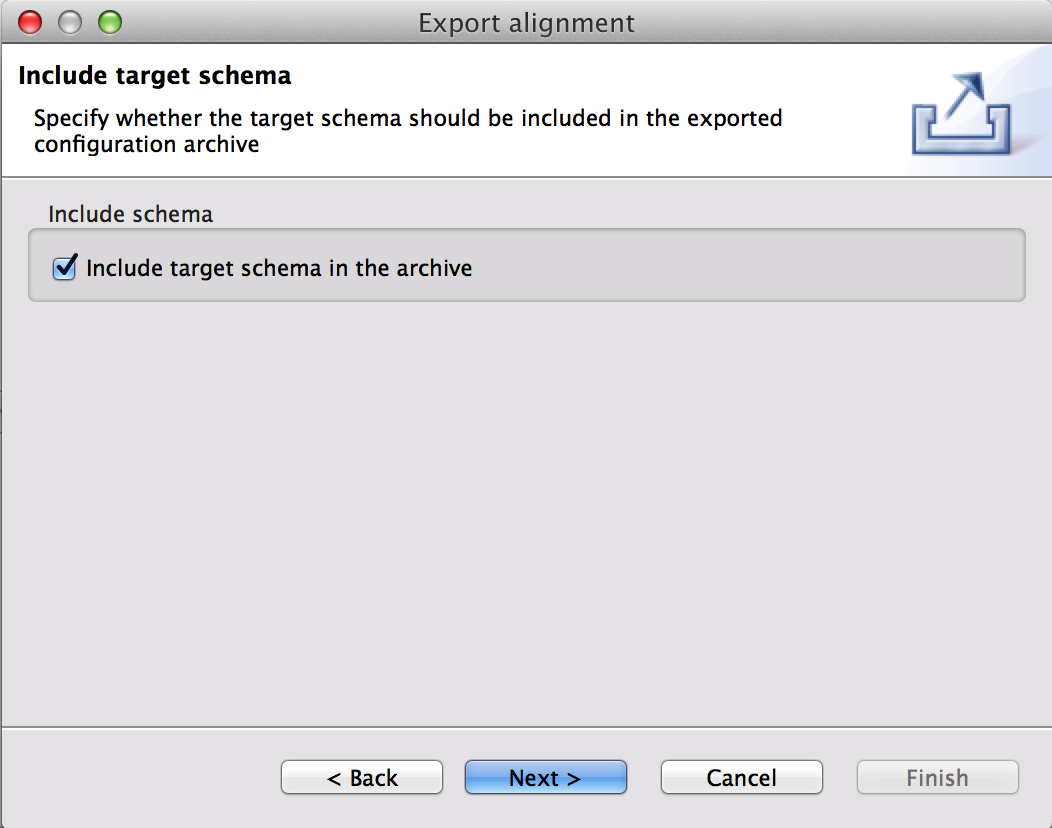 Export alignment
Include target schema
Specify whether the target schema should be included in the exported
configuration archive
Include schema
Include target schema in the archive
< Back
Next >
Cancel
Finish